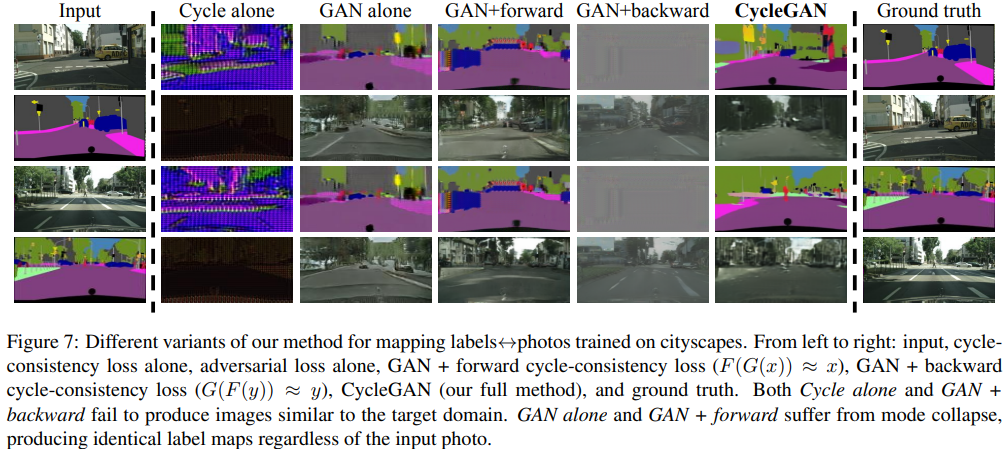 Input Cycle alone GAN alone GAN+forward GAN+backward CycleGAN Ground truth
Figure 7: Different variants of our method for mapping labels↔photos trained on cityscapes. From left to right: input, cycle-
consistency loss alone, adversarial loss alone, GAN + forward cycle-consistency loss (F(G(x)) ≈ x), GAN + backward
cycle-consistency loss (G(F(y)) ≈ y), CycleGAN (our full method), and ground truth. Both Cycle alone and GAN +
backward fail to produce images similar to the target domain. GAN alone and GAN + forward suffer from mode collapse,
producing identical label maps regardless of the input photo.